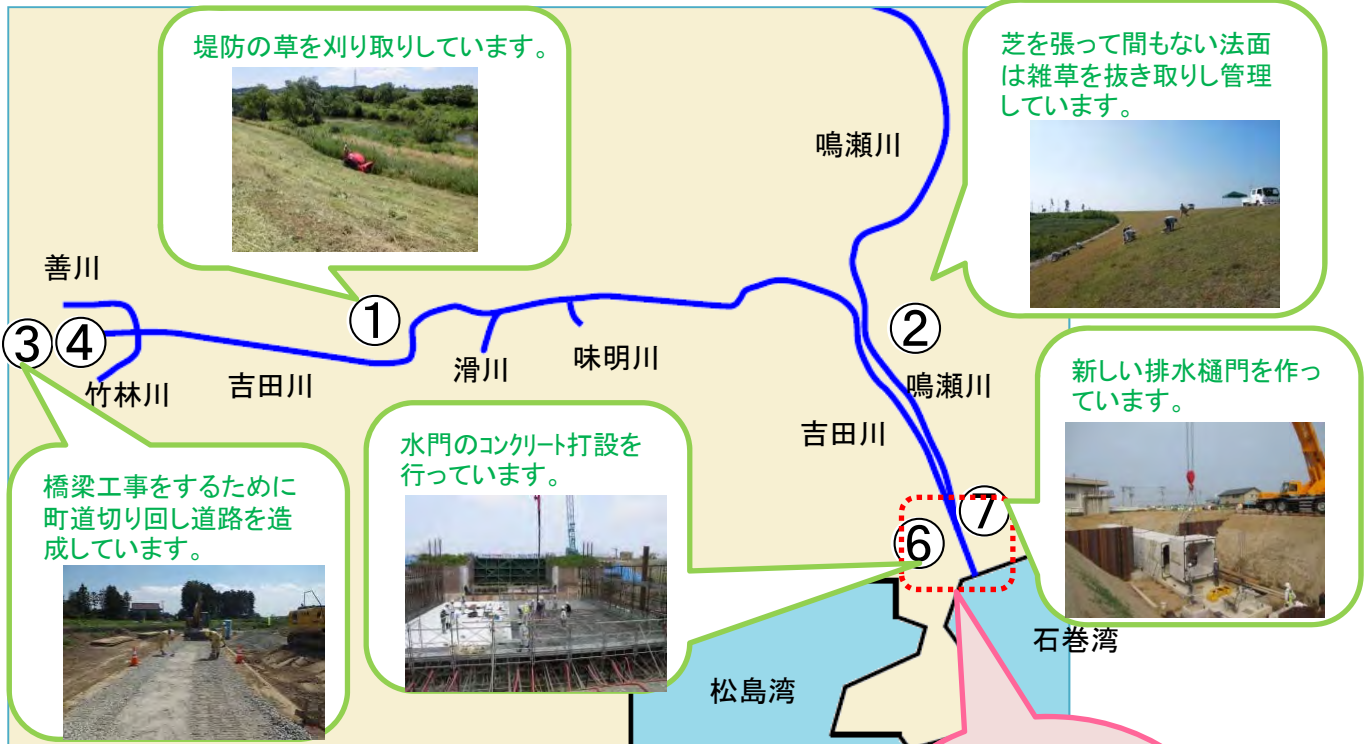 堤防の草を刈り取りしています。
芝を張って間もない法面
は雑草を抜き取りし管理
しています。
鳴瀬川
善川
①
②
③
④
竹林川
吉田川
滑川
味明川
鳴瀬川
吉田川
新しい排水樋門を作っ
ています。
水門のコンクリート打設を
行っています。
橋梁工事をするために
町道切り回し道路を造
成しています。
⑥
⑦
石巻湾
松島湾